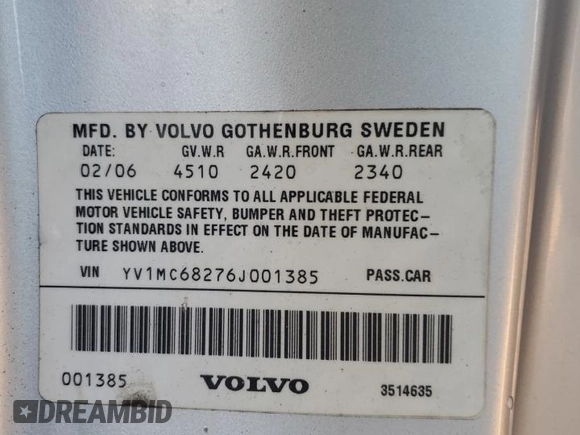 MFD. BY VOLVO GOTHENBURG SWEDEN
DATE: GV.W.R GA.W.R.FRONT GA.W.R.REAR
02/06 4510 2420 2340
THIS VEHICLE CONFORMS TO ALL APPLICABLE FEDERAL
MOTOR VEHICLE SAFETY, BUMPER AND THEFT PROTEC-
TION STANDARDS IN EFFECT ON THE DATE OF MANUFAC-
TURE SHOWN ABOVE.
VIN YV1MC68276J001385 PASS.CAR
001385 VOLVO 3514635
DREAMBID